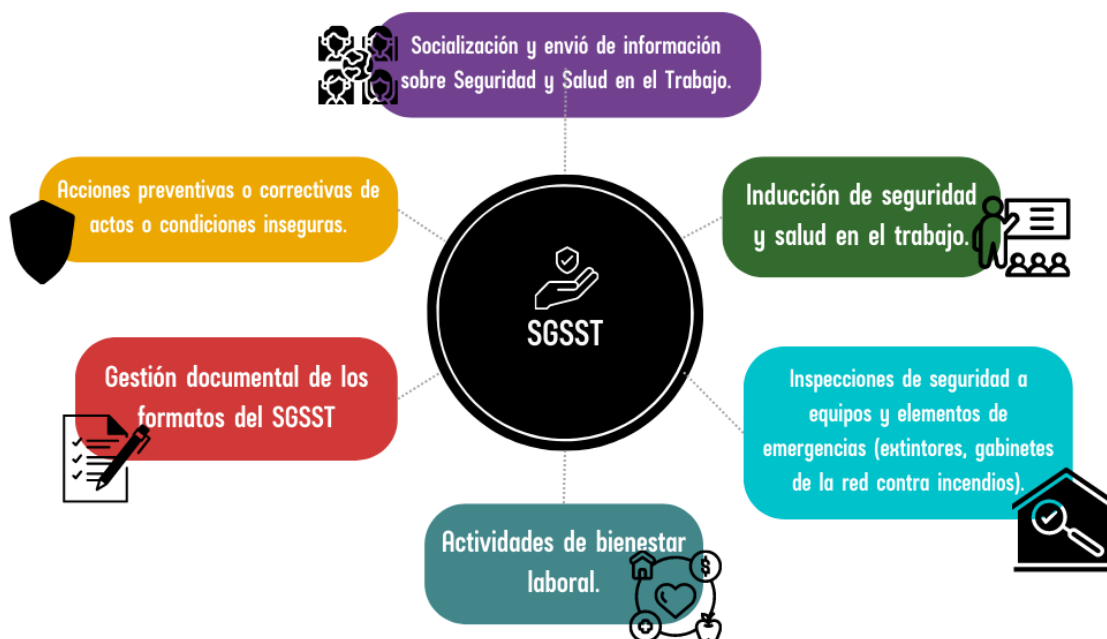 Socialización y envió de información
sobre Seguridad y Salud en el Trabajo.
Acciones preventivas o correctivas de
actos o condiciones inseguras.
Inducción de seguridad
y salud en el trabajo.
SGSST
Gestión documental de los
formatos del SGSST
Inspecciones de seguridad a
equipos y elementos de
emergencias (extintores, gabinetes
de la red contra incendios).
Actividades de bienestar
laboral.
$